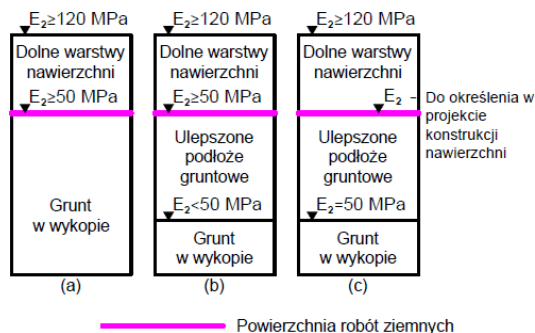 E₂≥120 MPa
Dolne warstwy
nawierzchni
E₂≥50 MPa
Grunt
w wykopie
(a)
E₂≥120 MPa
Dolne warstwy
nawierzchni
E₂≥50 MPa
Ulepszone
podłoże
gruntowe
E₂<50 MPa
Grunt
w wykopie
(b)
E₂≥120 MPa
Dolne warstwy
nawierzchni
E₂ – Do określenia w
projekcie
konstrukcji
nawierzchni
Ulepszone
podłoże
gruntowe
E₂=50 MPa
Grunt
w wykopie
(c)
Powierzchnia robót ziemnych